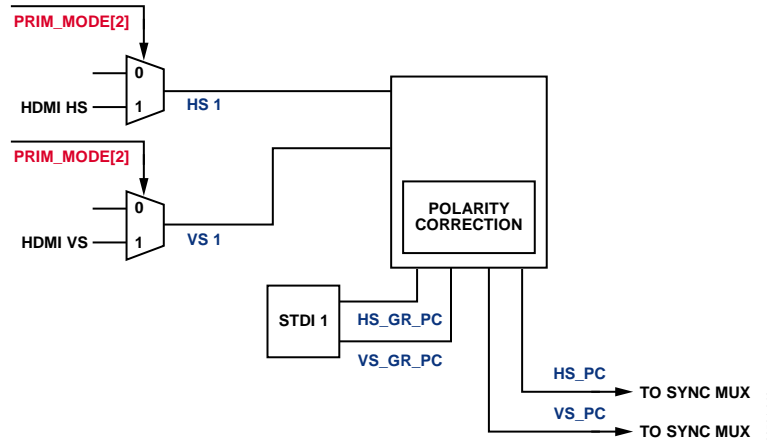 PRIM_MODE[2]
0
HDMI HS
1
HS 1
PRIM_MODE[2]
0
HDMI VS
1
VS 1
POLARITY
CORRECTION
STDI 1
HS_GR_PC
VS_GR_PC
HS_PC
TO SYNC MUX
VS_PC
TO SYNC MUX